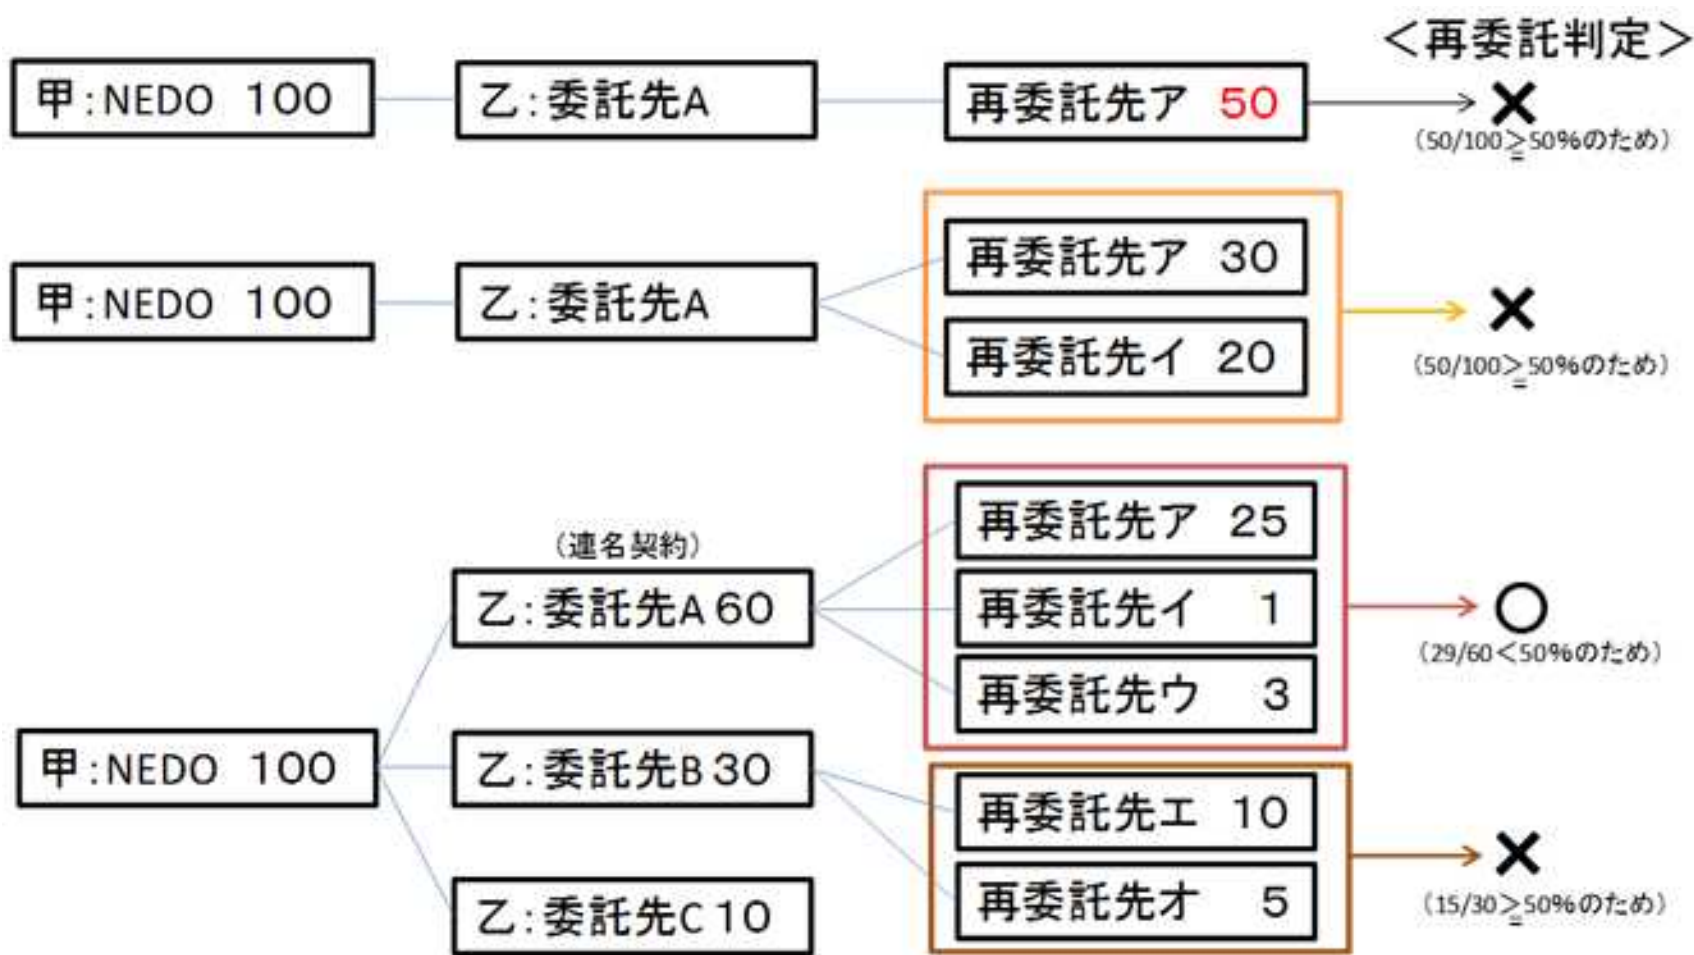 <再委託判定>
甲:NEDO 100
乙:委託先A
再委託先ア 50
×
(50/100≧50%のため)
甲:NEDO 100
乙:委託先A
再委託先ア 30
再委託先イ 20
×
(50/100≧50%のため)
甲:NEDO 100
(連名契約)
乙:委託先A 60
再委託先ア 25
再委託先イ 1
再委託先ウ 3
○
(29/60<50%のため)
乙:委託先B 30
再委託先エ 10
再委託先オ 5
×
(15/30≧50%のため)
乙:委託先C 10